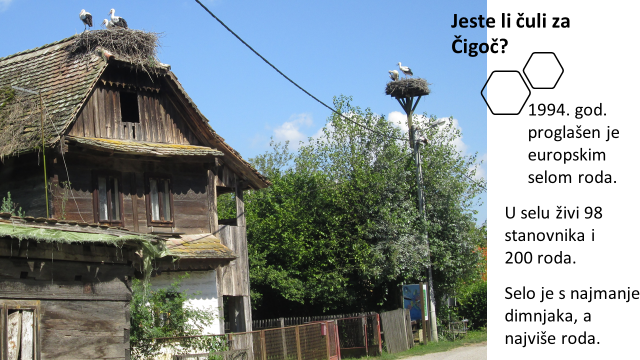 Jeste li čuli za
Čigoč?
1994. god.
proglašen je
europskim
selom roda.
U selu živi 98
stanovnika i
200 roda.
Selo je s najmanje
dimnjaka, a
najviše roda.